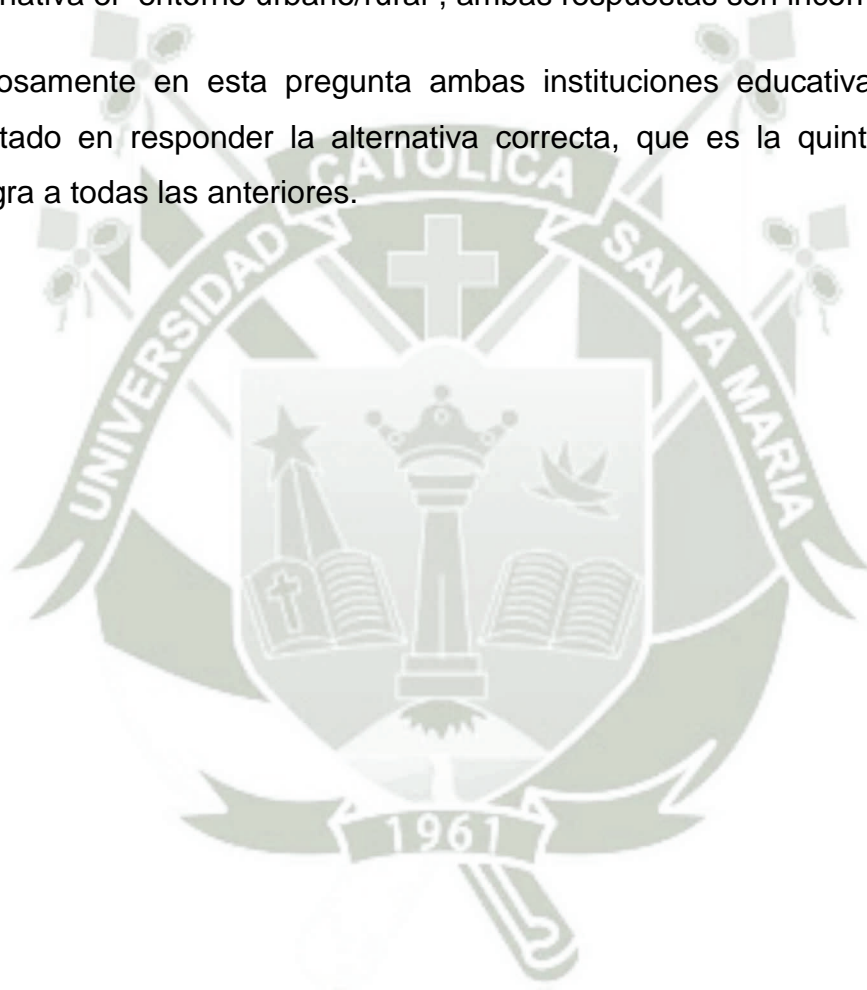 nativa el "entorno urbano/rural", ambas respuestas son incom
osamente en esta pregunta ambas instituciones educativa
tado en responder la alternativa correcta, que es la quint
gra a todas las anteriores.
UNIVERSIDAD CATOLICA SANTA MARIA
1961